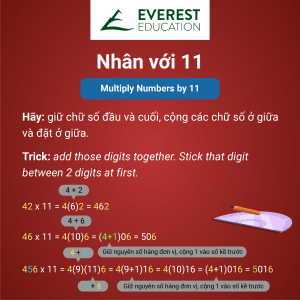 EVEREST
EDUCATION
Nhân với 11
Multiply Numbers by 11
Hãy: giữ chữ số đầu và cuối, cộng các chữ số ở giữa
và đặt ở giữa.
Trick: add those digits together. Stick that digit
between 2 digits at first.
4 + 2
42 x 11 = 4(6)2 = 462
4 + 6
46 x 11 = 4(10)6 = (4+1)06 = 506
Giữ nguyên số hàng đơn vị, cộng 1 vào số kế trước
456 x 11 = 4(9)(11)6 = 4(9+1)16 = 4(10)16 = (4+1)016 = 5016
Giữ nguyên số hàng đơn vị, cộng 1 vào số kế trước